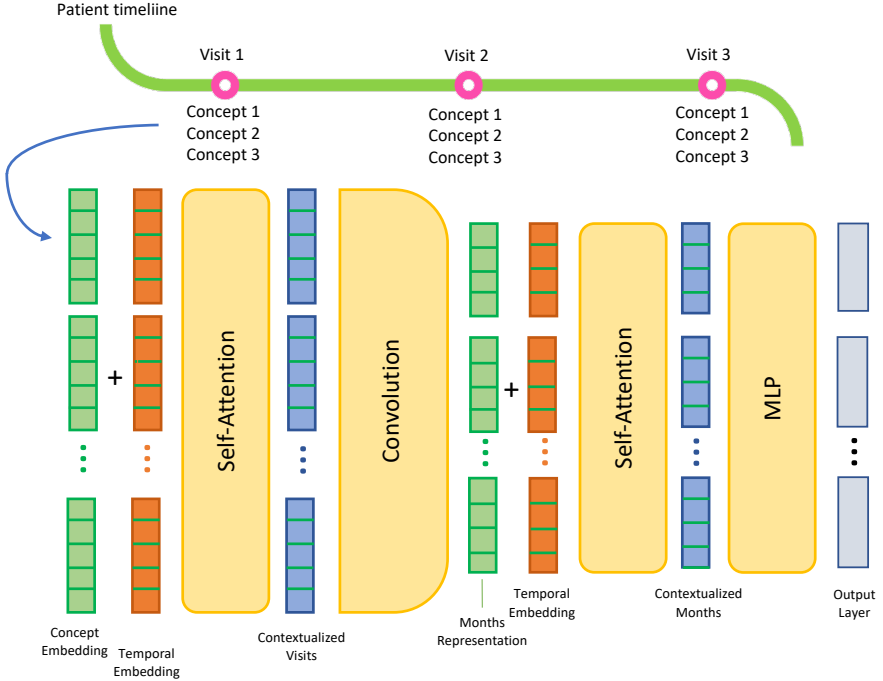 Patient timeliine
Visit 1
Visit 2
Visit 3
Concept 1
Concept 2
Concept 3
Concept 1
Concept 2
Concept 3
Concept 1
Concept 2
Concept 3
+
Self-Attention
Convolution
+
Self-Attention
MLP
Concept
Embedding
Temporal
Embedding
Contextualized
Visits
Months
Representation
Temporal
Embedding
Contextualized
Months
Output
Layer